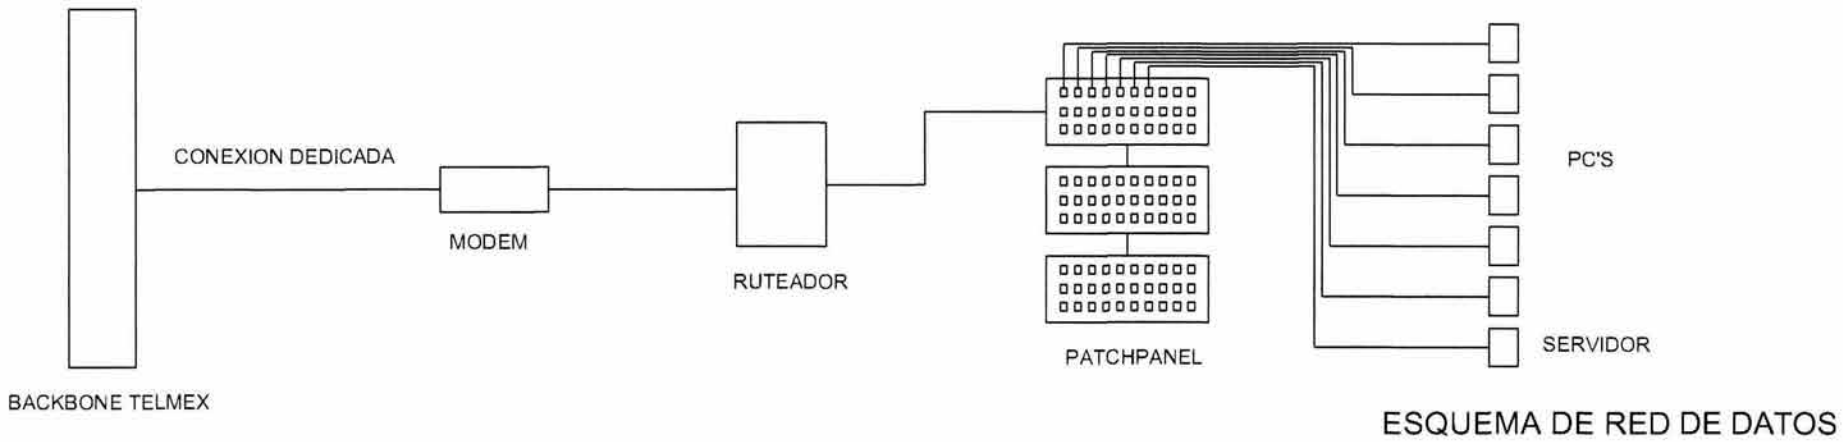 CONEXION DEDICADA
MODEM
RUTEADOR
PATCHPANEL
PC'S
SERVIDOR
BACKBONE TELMEX
ESQUEMA DE RED DE DATOS